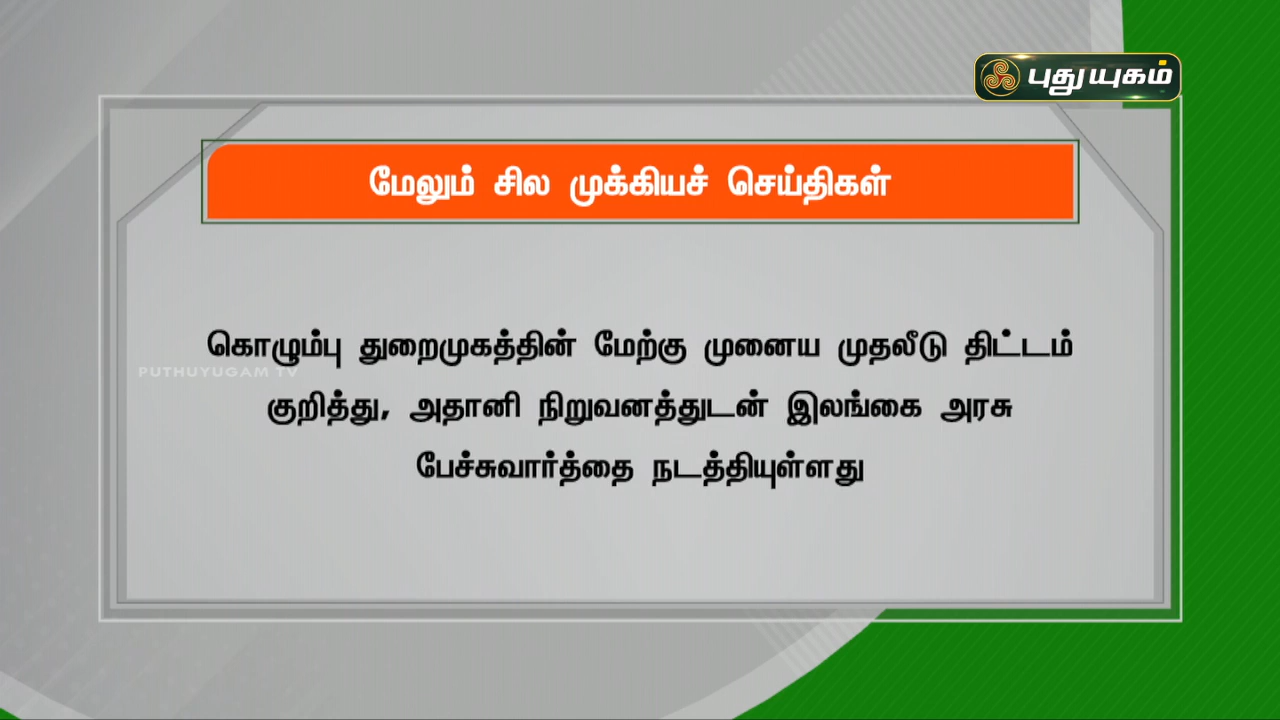 புதுயுகம்
மேலும் சில முக்கியச் செய்திகள்
கொழும்பு துறைமுகத்தின் மேற்கு முனைய முதலீடு திட்டம்
PUTHUYUGAM TV
குறித்து, அதானி நிறுவனத்துடன் இலங்கை அரசு
பேச்சுவார்த்தை நடத்தியுள்ளது